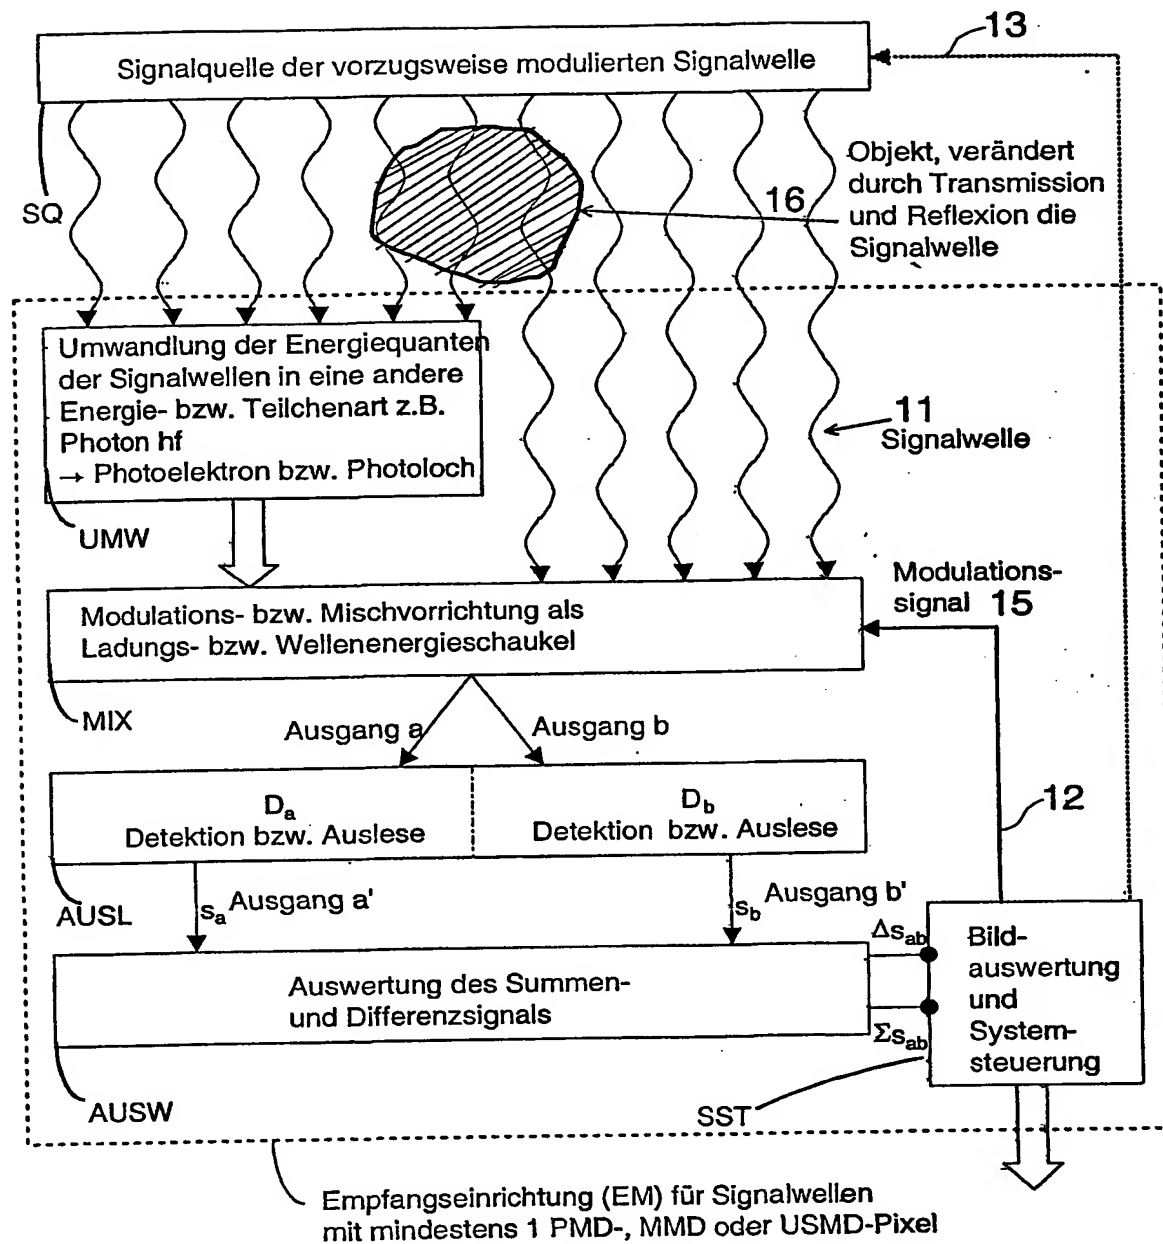 13
Signalquelle der vorzugsweise modulierten Signalwelle
Objekt, verändert
durch Transmission
und Reflexion die
Signalwelle
16
SQ
Umwandlung der Energiequanten
der Signalwellen in eine andere
Energie- bzw. Teilchenart z.B.
Photon hf
→ Photoelektron bzw. Photoloch
11
Signalwelle
UMW
Modulations-
signal 15
Modulations- bzw. Mischvorrichtung als
Ladungs- bzw. Wellenenergieschaukel
MIX
Ausgang a
Ausgang b
12
Da
Detektion bzw. Auslese
Db
Detektion bzw. Auslese
AUSL
sa Ausgang a'
sb Ausgang b'
Δsab
Σsab
Bild-
auswertung
und
System-
steuerung
Auswertung des Summen-
und Differenzsignals
AUSW
SST
Empfangseinrichtung (EM) für Signalwellen
mit mindestens 1 PMD-, MMD oder USMD-Pixel